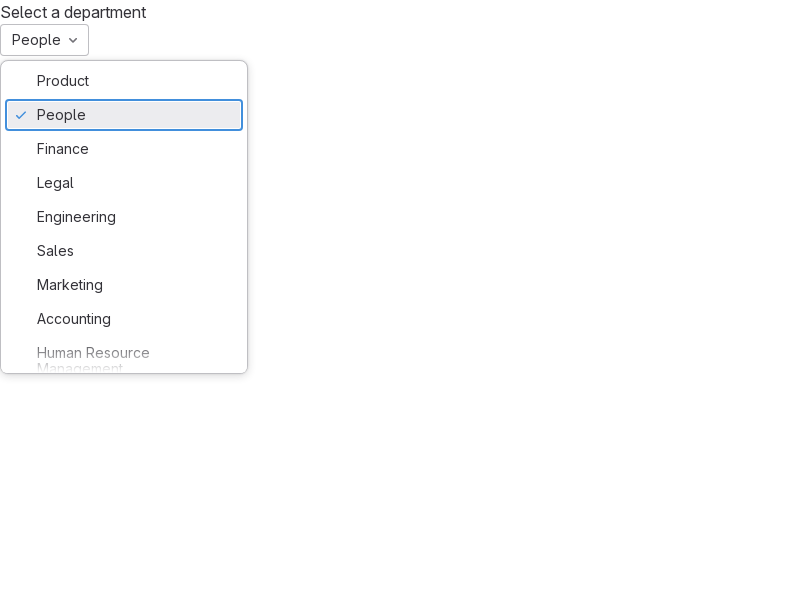 Select a department
People
Product
People
Finance
Legal
Engineering
Sales
Marketing
Accounting
Human Resource
Management